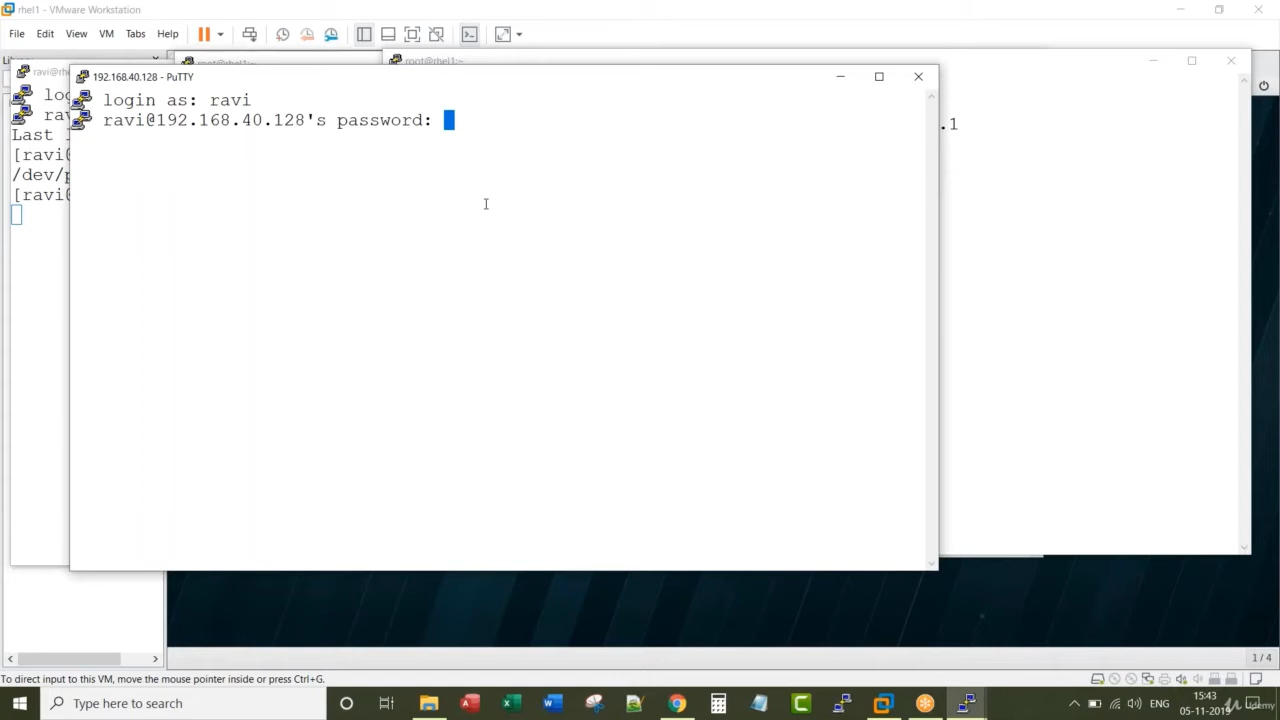 rhel1 - VMware Workstation
File Edit View VM Tabs Help
root@rhel1:~
192.168.40.128 - PuTTY
login as: ravi
ravi@192.168.40.128's password:
.1
Last
[ravi@
/dev/p
[ravi@
1 / 4
To direct input to this VM, move the mouse pointer inside or press Ctrl+G.
Type here to search
ENG
15:43
05-11-2019